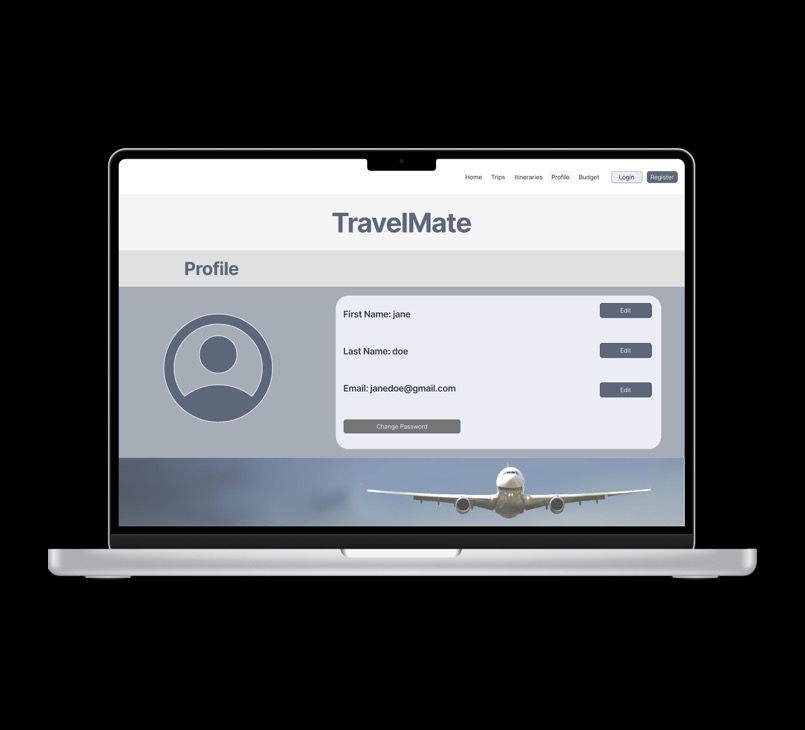 Home Trips Itineraries Profile Budget Login Register
TravelMate
Profile
First Name: jane Edit
Last Name: doe Edit
Email: janedoe@gmail.com Edit
Change Password